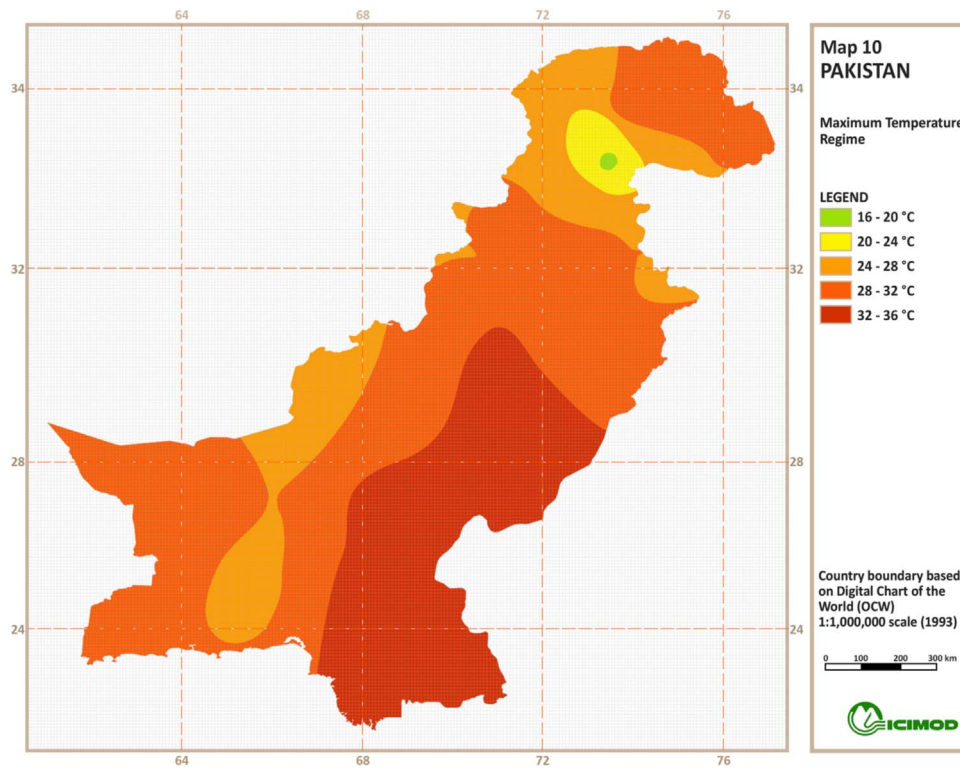 64 68 72 76
34 34
32 32
28 28
24 24
64 68 72 76
Map 10
PAKISTAN
Maximum Temperature
Regime
LEGEND
16 - 20 °C
20 - 24 °C
24 - 28 °C
28 - 32 °C
32 - 36 °C
Country boundary based
on Digital Chart of the
World (OCW)
1:1,000,000 scale (1993)
0 100 200 300 km
ICIMOD